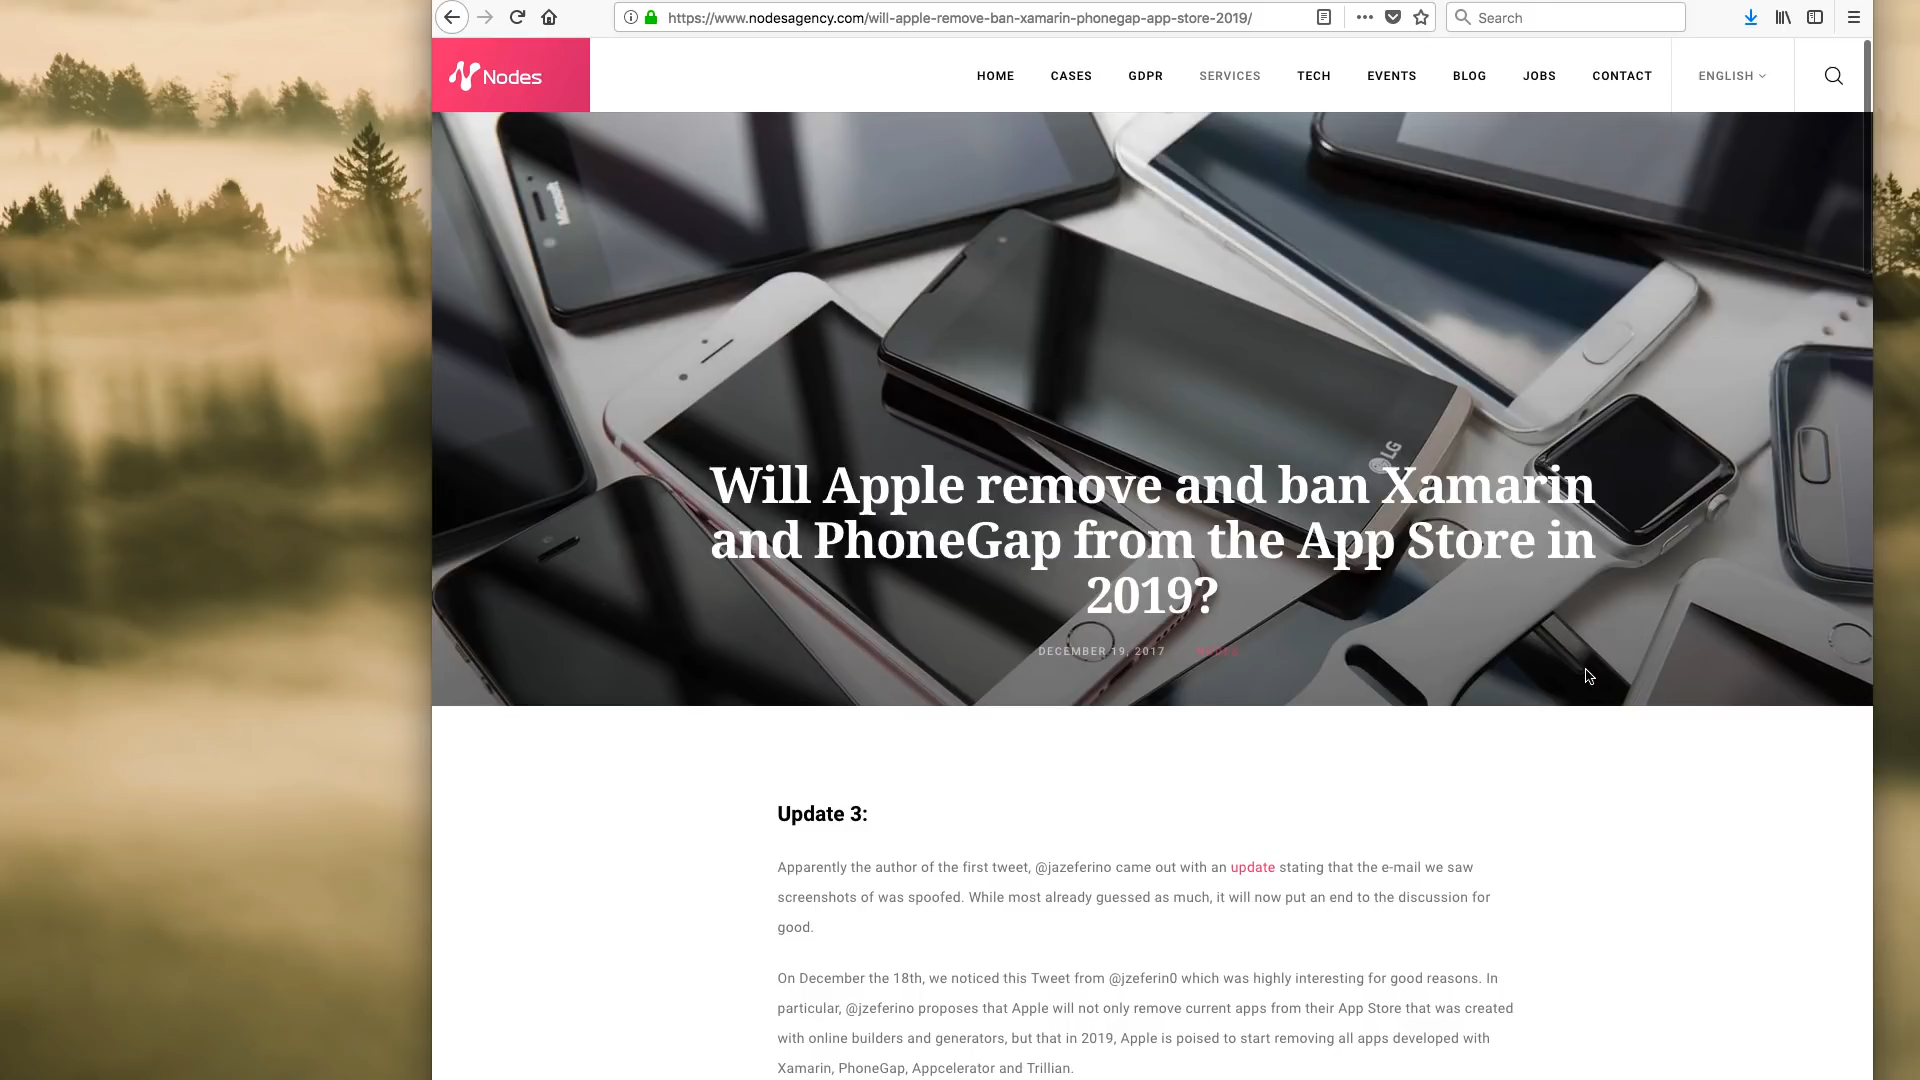 https://www.nodesagency.com/will-apple-remove-ban-xamarin-phonegap-app-store-2019/
Search
Nodes
HOME CASES GDPR SERVICES TECH EVENTS BLOG JOBS CONTACT ENGLISH
Microsoft
LG
Will Apple remove and ban Xamarin
and PhoneGap from the App Store in
2019?
DECEMBER 19, 2017 NODES
Update 3:
Apparently the author of the first tweet, @jazeferino came out with an update stating that the e-mail we saw
screenshots of was spoofed. While most already guessed as much, it will now put an end to the discussion for
good.
On December the 18th, we noticed this Tweet from @jzeferin0 which was highly interesting for good reasons. In
particular, @jzeferino proposes that Apple will not only remove current apps from their App Store that was created
with online builders and generators, but that in 2019, Apple is poised to start removing all apps developed with
Xamarin, PhoneGap, Appcelerator and Trillian.